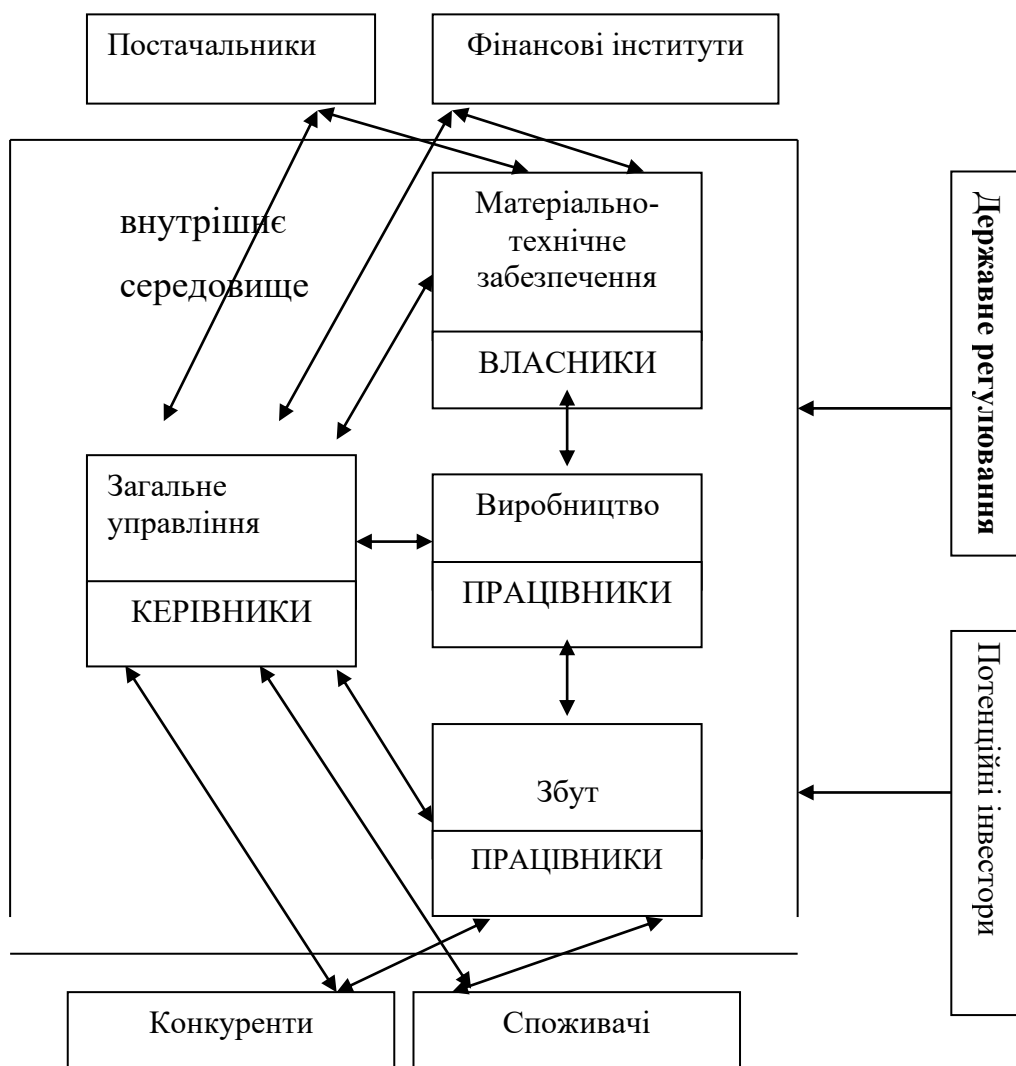 Постачальники
Фінансові інститути
внутрішнє
середовище
Матеріально-
технічне
забезпечення
ВЛАСНИКИ
Державне регулювання
Загальне
управління
КЕРІВНИКИ
Виробництво
ПРАЦІВНИКИ
Потенційні інвестори
Збут
ПРАЦІВНИКИ
Конкуренти
Споживачі